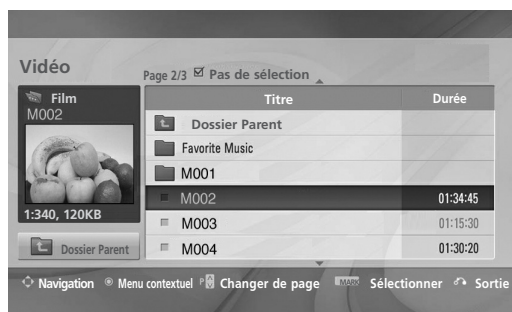 Vidéo
Page 2/3 Pas de sélection
Film
M002
1:340, 120KB
Dossier Parent
Titre Durée
Dossier Parent
Favorite Music
M001
M002 01:34:45
M003 01:15:30
M004 01:30:20
Navigation Menu contextuel P Changer de page MARK Sélectionner Sortie